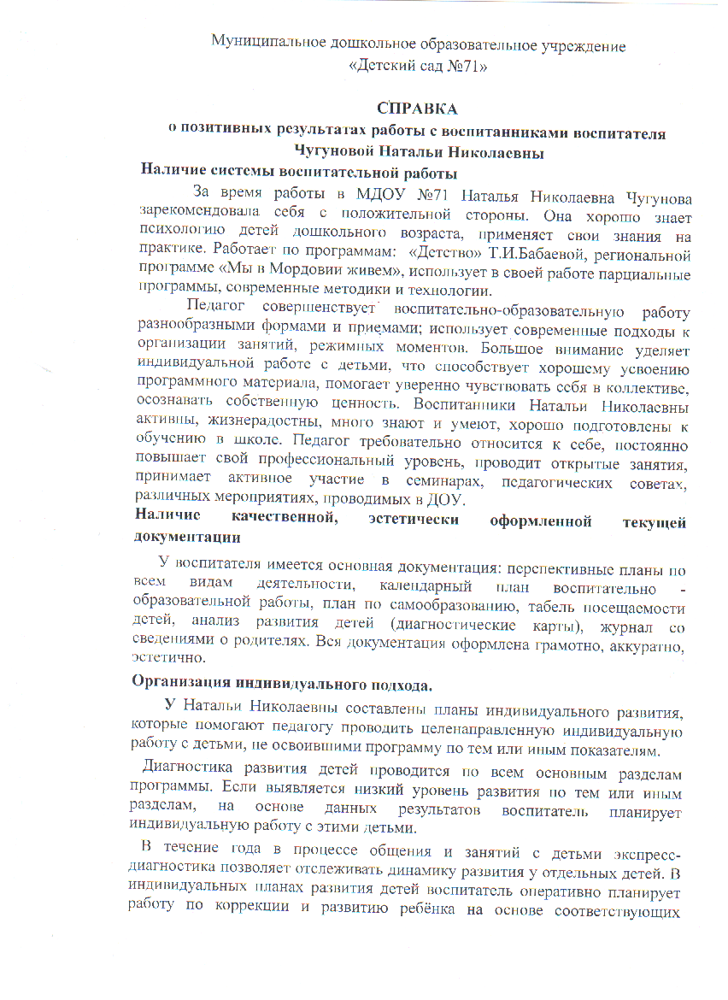 Муниципальное дошкольное образовательное учреждение
«Детский сад №71»
СПРАВКА
о позитивных результатах работы с воспитанниками воспитателя
Чугуновой Натальи Николаевны
Наличие системы воспитательной работы
За время работы в МДОУ №71 Наталья Николаевна Чугунова
зарекомендовала себя с положительной стороны. Она хорошо знает
психологию детей дошкольного возраста, применяет свои знания на
практике. Работает по программам: «Детство» Т.И.Бабаевой, региональной
программе «Мы в Мордовии живем», использует в своей работе парциальные
программы, современные методики и технологии.
Педагог совершенствует воспитательно-образовательную работу
разнообразными формами и приемами; использует современные подходы к
организации занятий, режимных моментов. Большое внимание уделяет
индивидуальной работе с детьми, что способствует хорошему усвоению
программного материала, помогает уверенно чувствовать себя в коллективе,
осознавать собственную ценность. Воспитанники Натальи Николаевны
активны, жизнерадостны, много знают и умеют, хорошо подготовлены к
обучению в школе. Педагог требовательно относится к себе, постоянно
повышает свой профессиональный уровень, проводит открытые занятия,
принимает активное участие в семинарах, педагогических советах,
различных мероприятиях, проводимых в ДОУ.
Наличие качественной, эстетически оформленной текущей
документации
У воспитателя имеется основная документация: перспективные планы по
всем видам деятельности, календарный план воспитательно -
образовательной работы, план по самообразованию, табель посещаемости
детей, анализ развития детей (диагностические карты), журнал со
сведениями о родителях. Вся документация оформлена грамотно, аккуратно,
эстетично.
Организация индивидуального подхода.
У Натальи Николаевны составлены планы индивидуального развития,
которые помогают педагогу проводить целенаправленную индивидуальную
работу с детьми, не освоившими программу по тем или иным показателям.
Диагностика развития детей проводится по всем основным разделам
программы. Если выявляется низкий уровень развития по тем или иным
разделам, на основе данных результатов воспитатель планирует
индивидуальную работу с этими детьми.
В течение года в процессе общения и занятий с детьми экспресс-
диагностика позволяет отслеживать динамику развития у отдельных детей. В
индивидуальных планах развития детей воспитатель оперативно планирует
работу по коррекции и развитию ребёнка на основе соответствующих